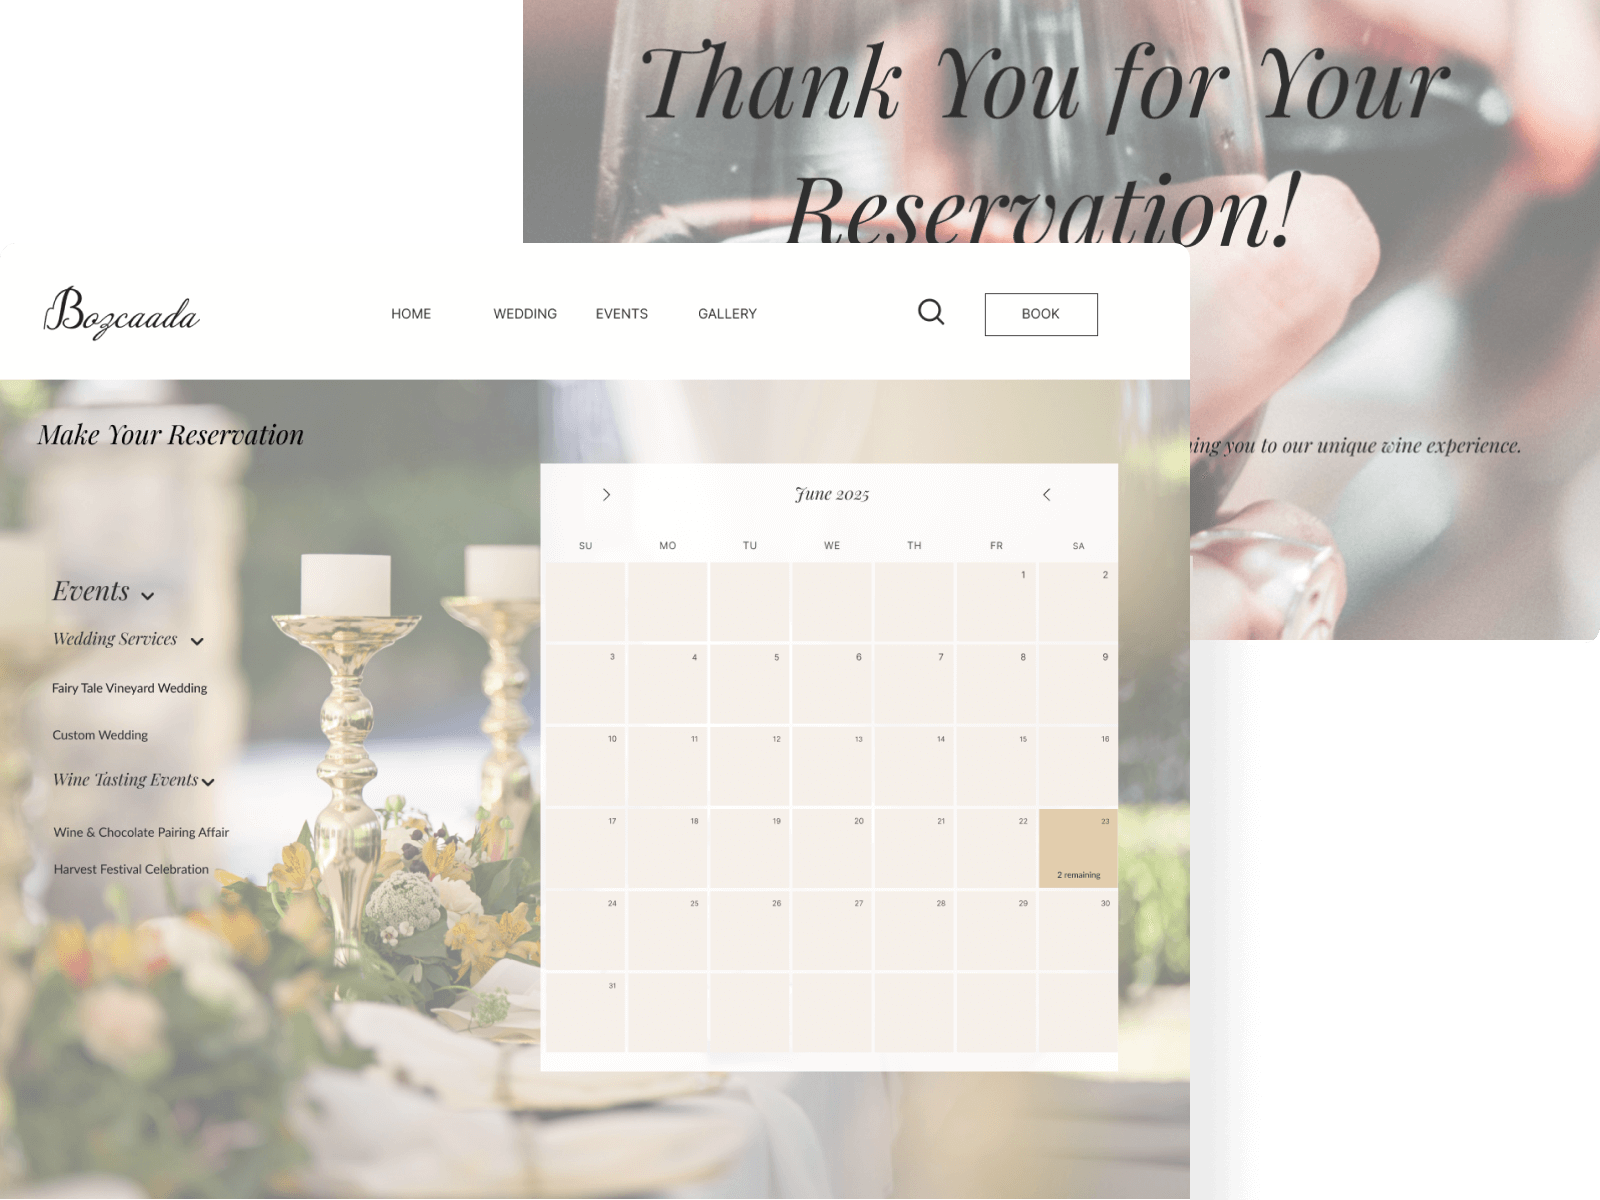 Thank You for Your
Reservation!
you to our unique wine experience.
Bozcaada
HOME WEDDING EVENTS GALLERY BOOK
Make Your Reservation
Events
Wedding Services
Fairy Tale Vineyard Wedding
Custom Wedding
Wine Tasting Events
Wine & Chocolate Pairing Affair
Harvest Festival Celebration
June 2025
SU MO TU WE TH FR SA
1 2
3 4 5 6 7 8 9
10 11 12 13 14 15 16
17 18 19 20 21 22 23
2 remaining
24 25 26 27 28 29 30
31